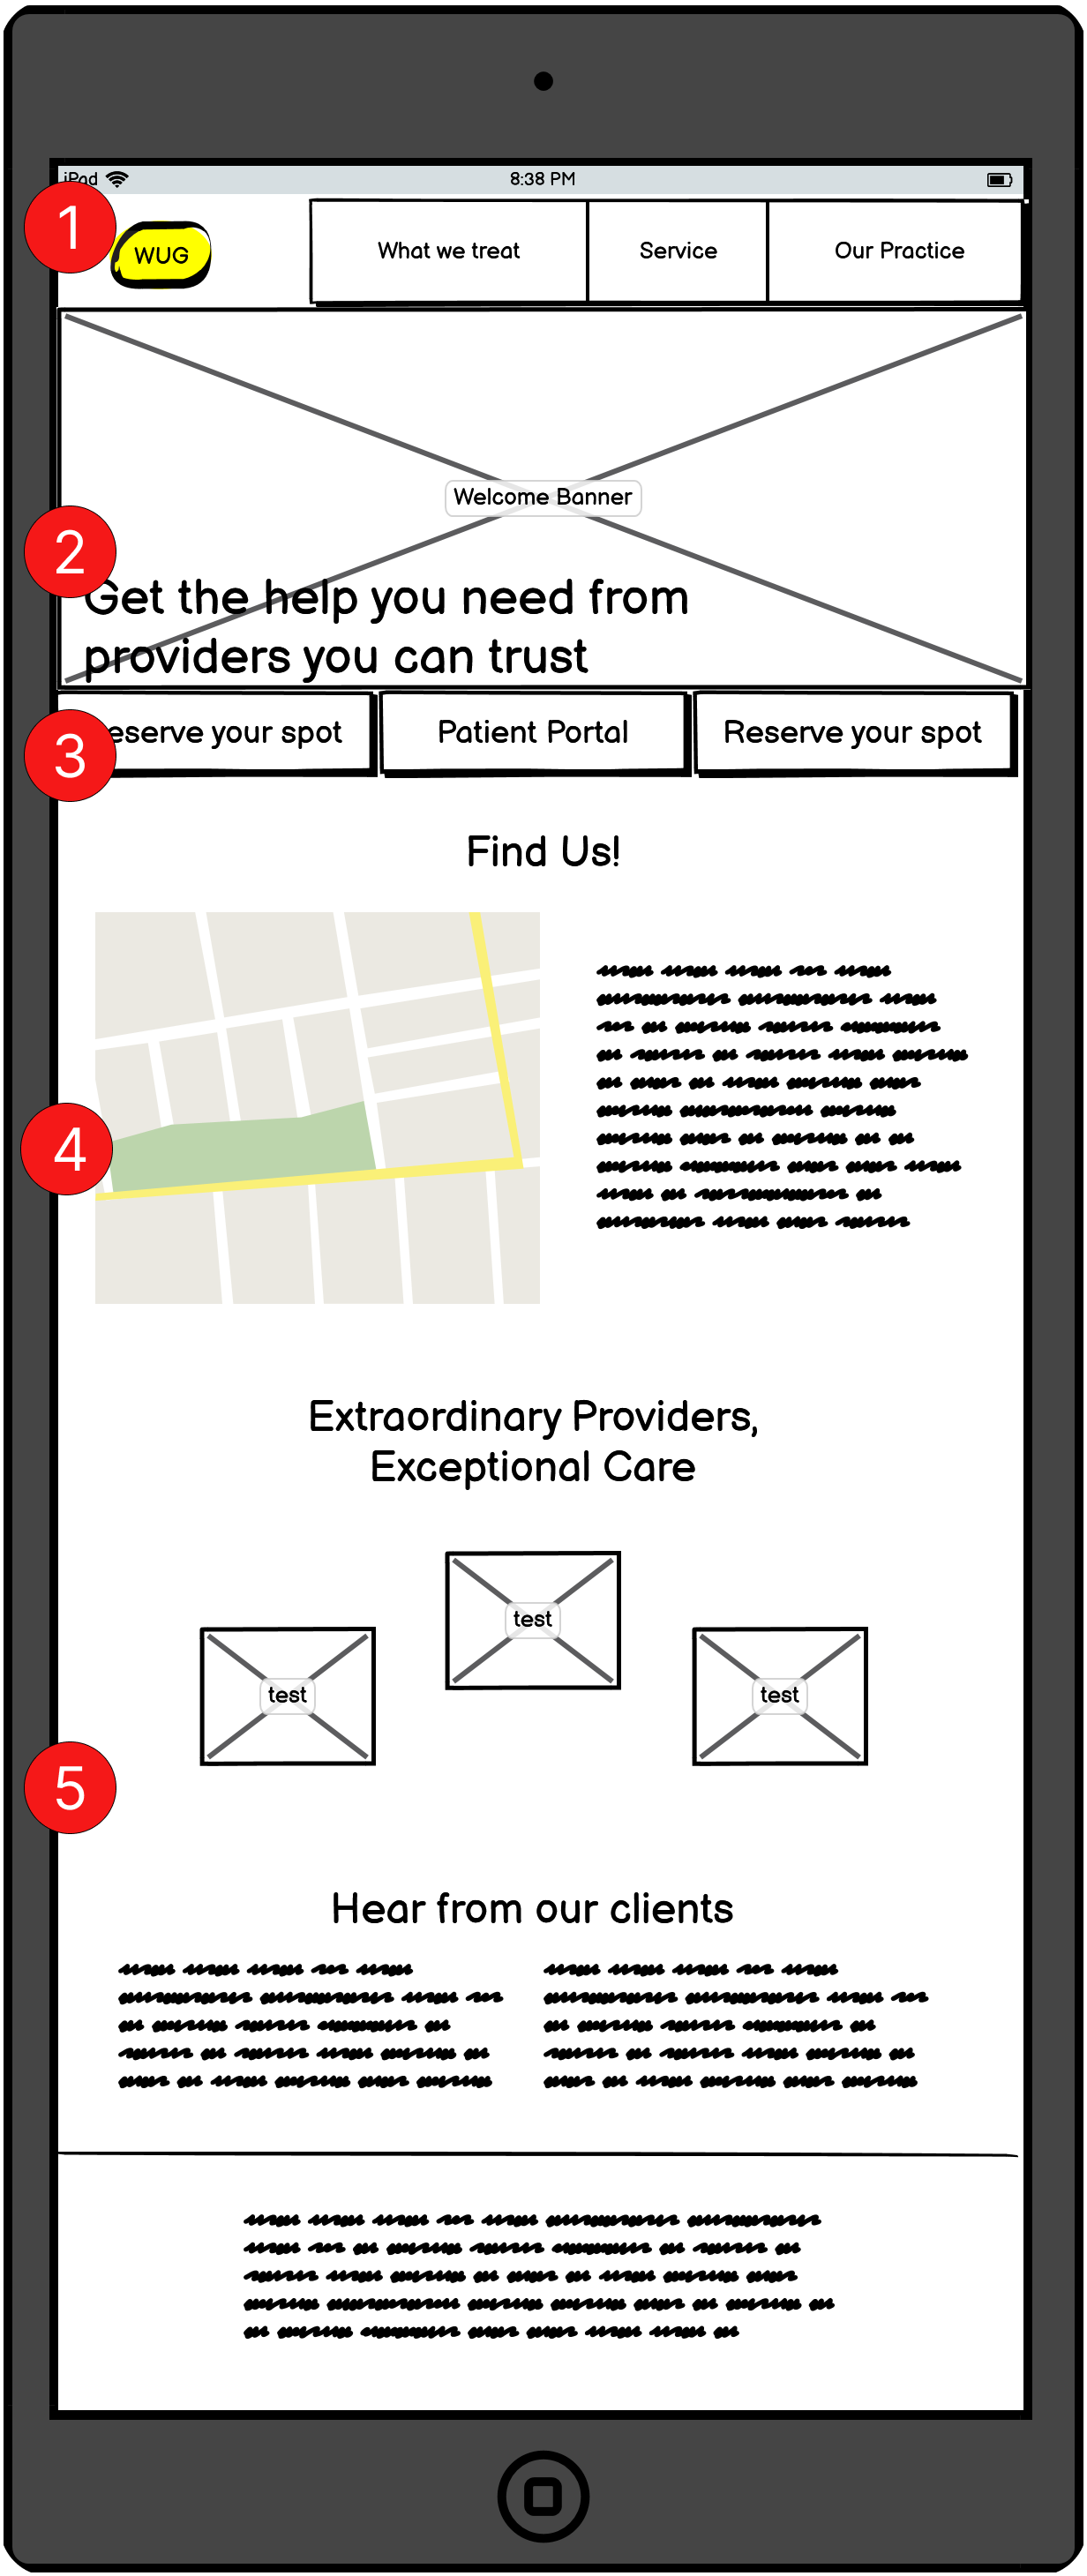 iPad 8:38 PM
1
WUG
What we treat Service Our Practice
Welcome Banner
2
Get the help you need from
providers you can trust
3
eserve your spot Patient Portal Reserve your spot
Find Us!
4
Extraordinary Providers,
Exceptional Care
test
test test
5
Hear from our clients